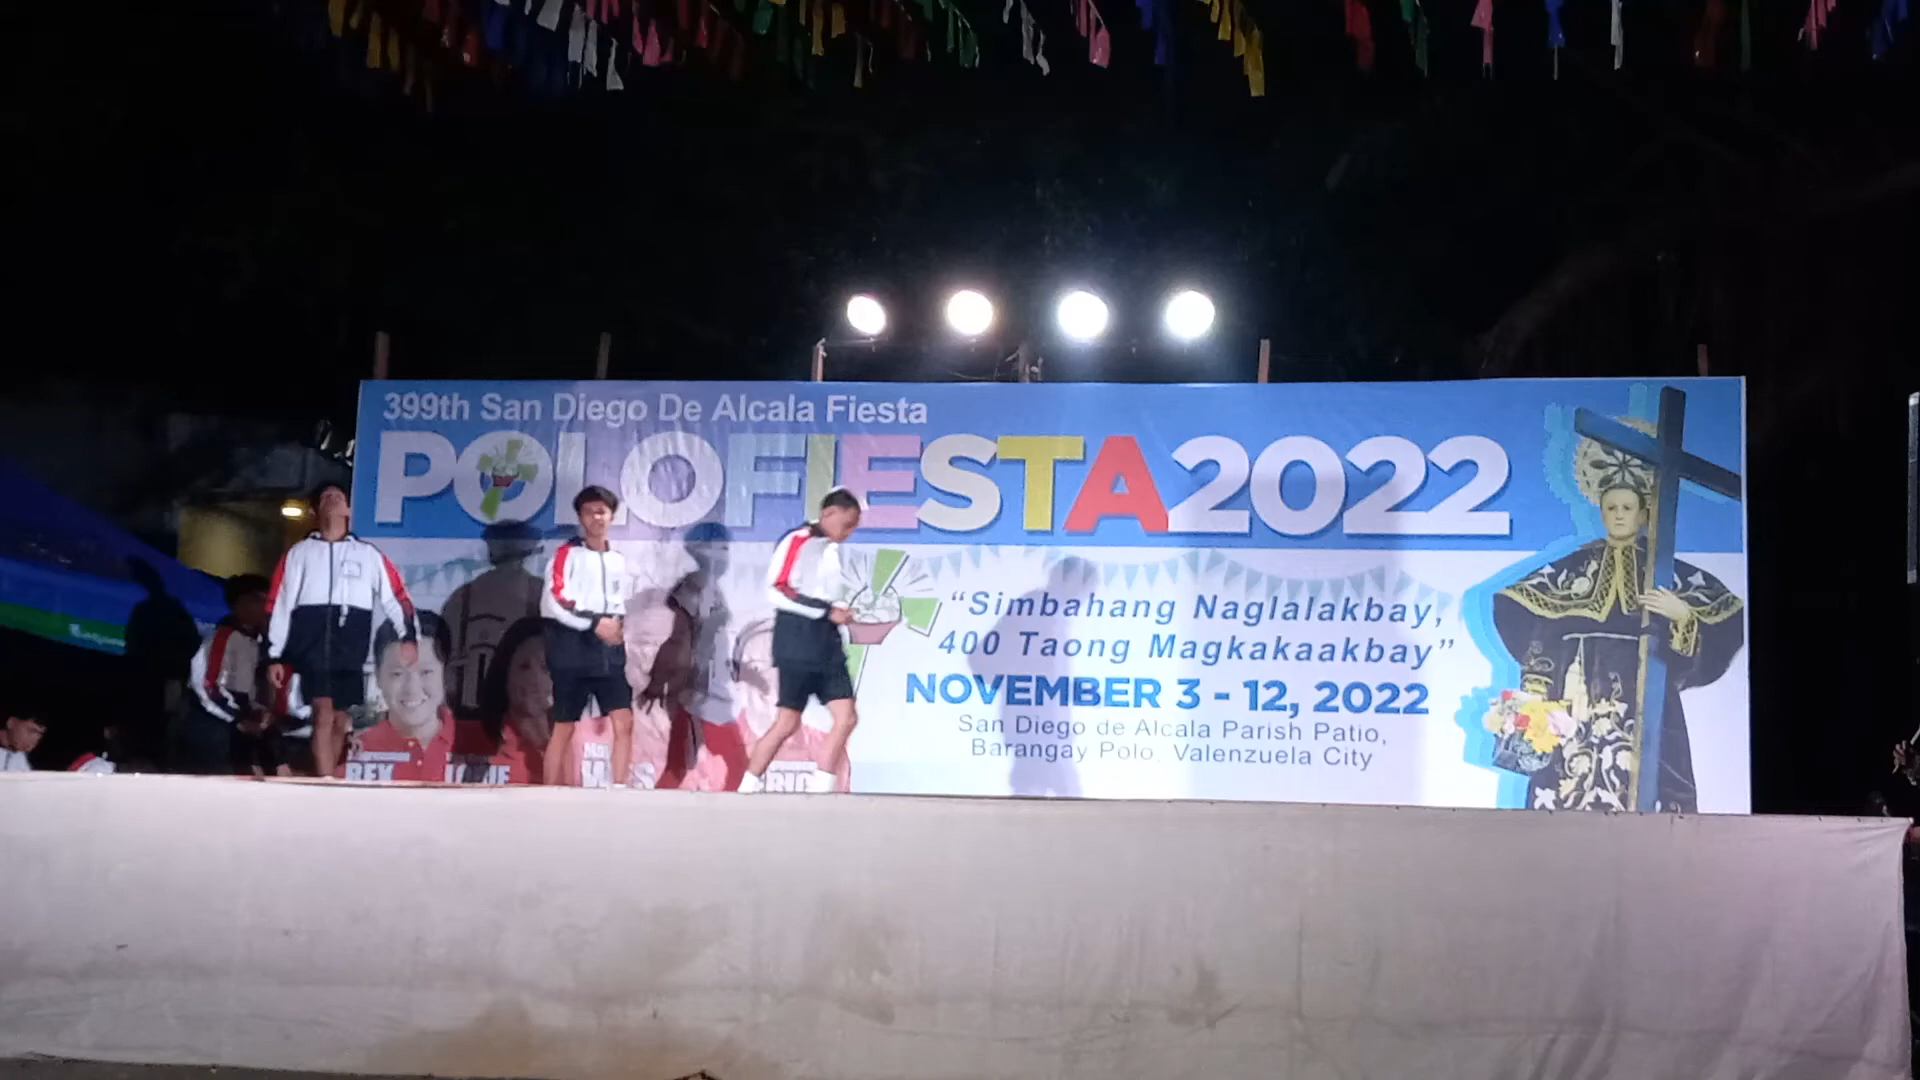 399th San Diego De Alcala Fiesta
POLOFIESTA2022
“Simbahang Naglalakbay,
400 Taong Magkakaakbay”
NOVEMBER 3 - 12, 2022
San Diego de Alcala Parish Patio,
Barangay Polo, Valenzuela City
REX